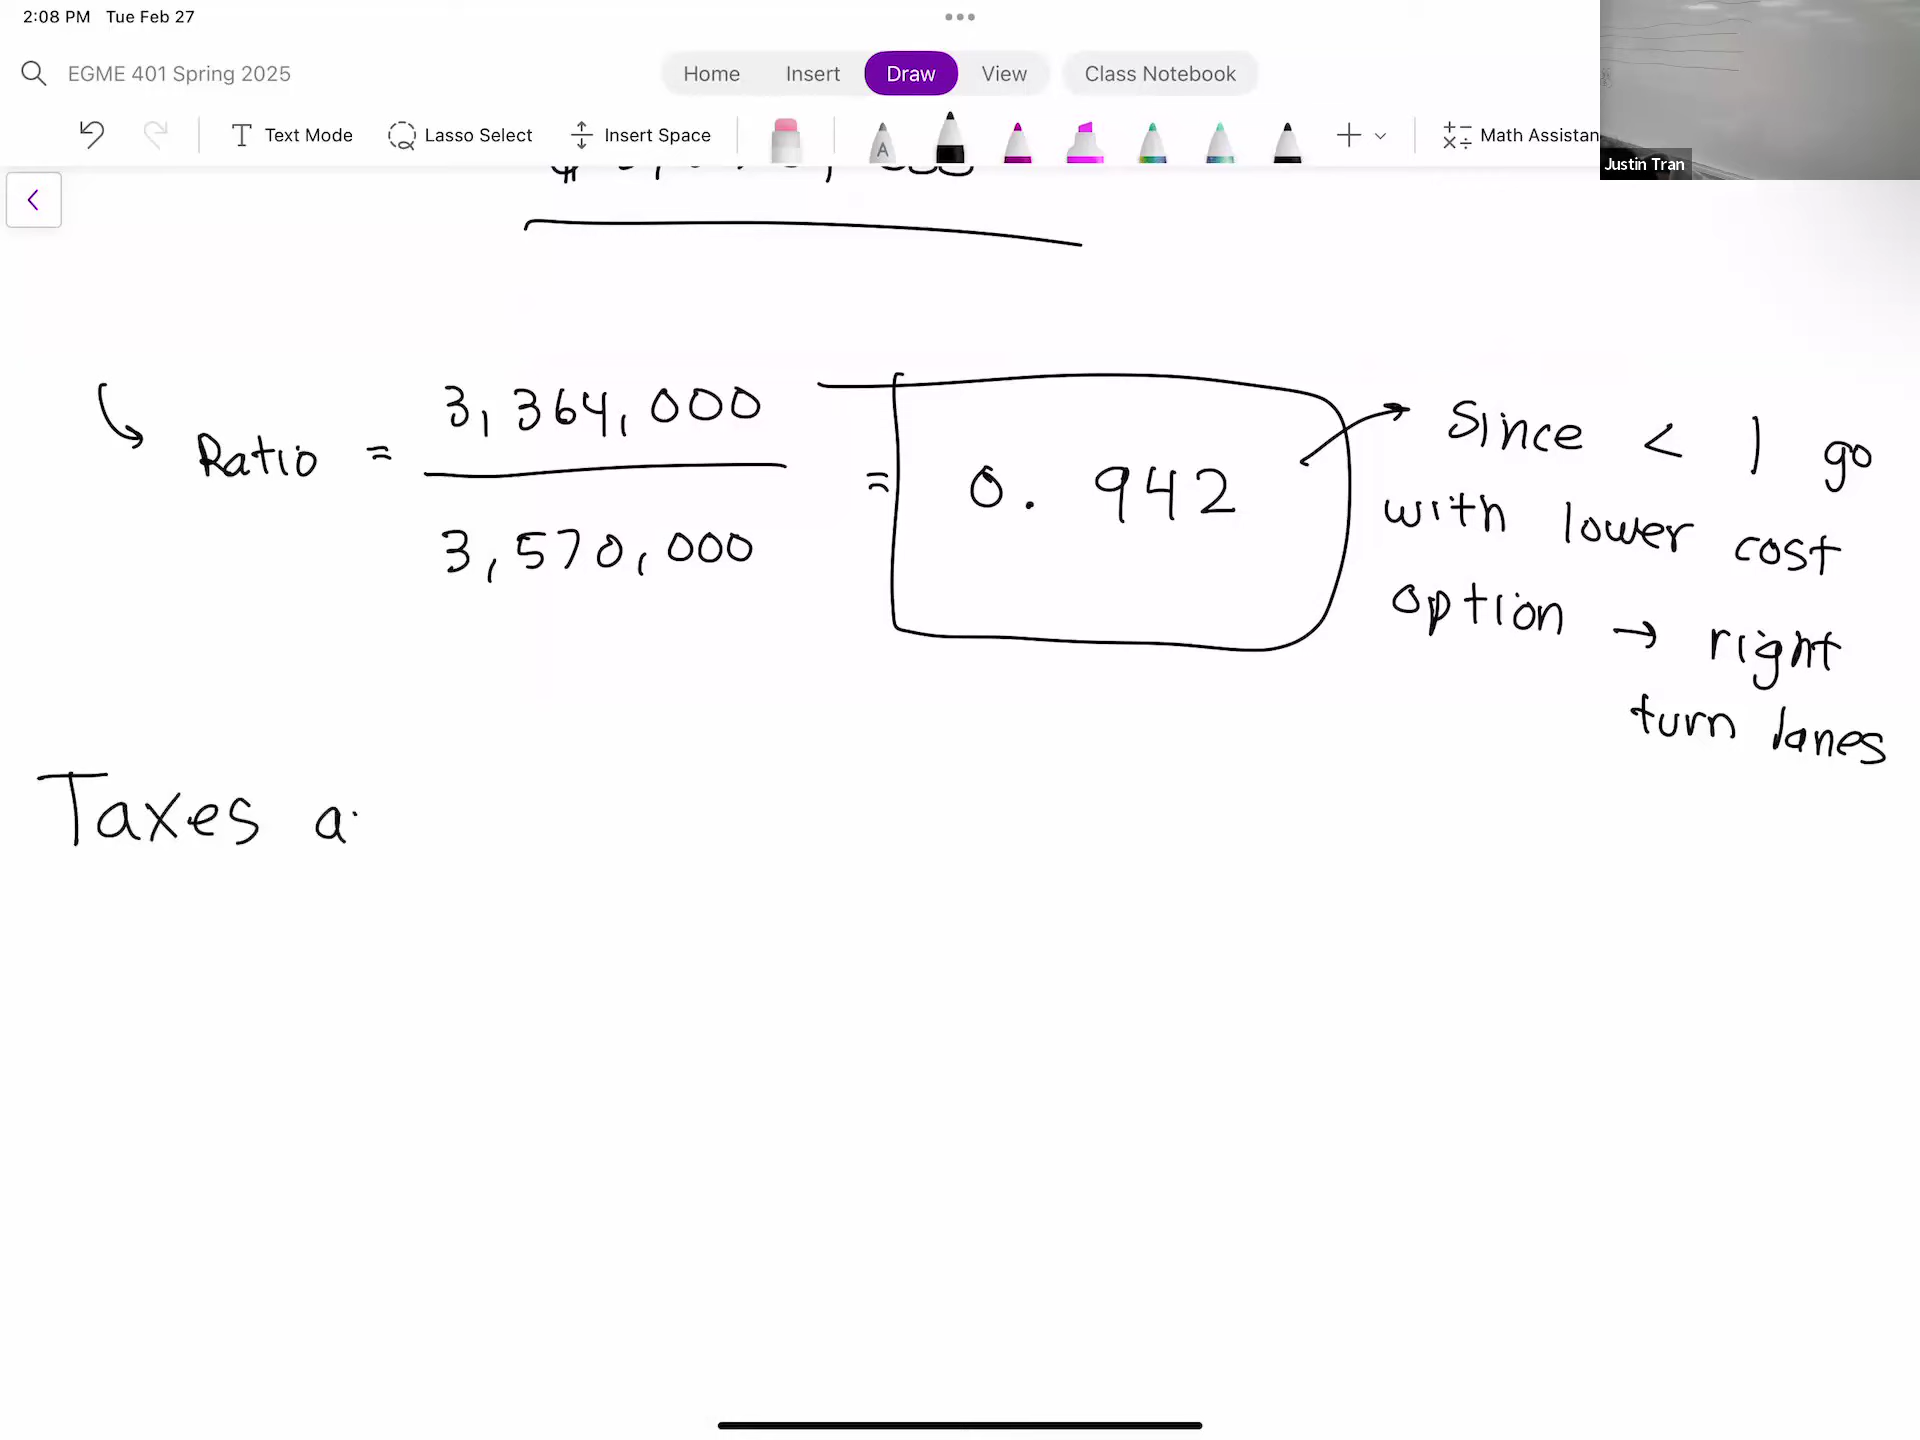 2:08 PM Tue Feb 27
EGME 401 Spring 2025
Home Insert Draw View Class Notebook
Text Mode Lasso Select Insert Space A Math Assistan
Justin Tran
Ratio = 3,364,000 / 3,570,000 = 0.942
Since < 1 go
with lower cost
option → right
turn lanes
Taxes a